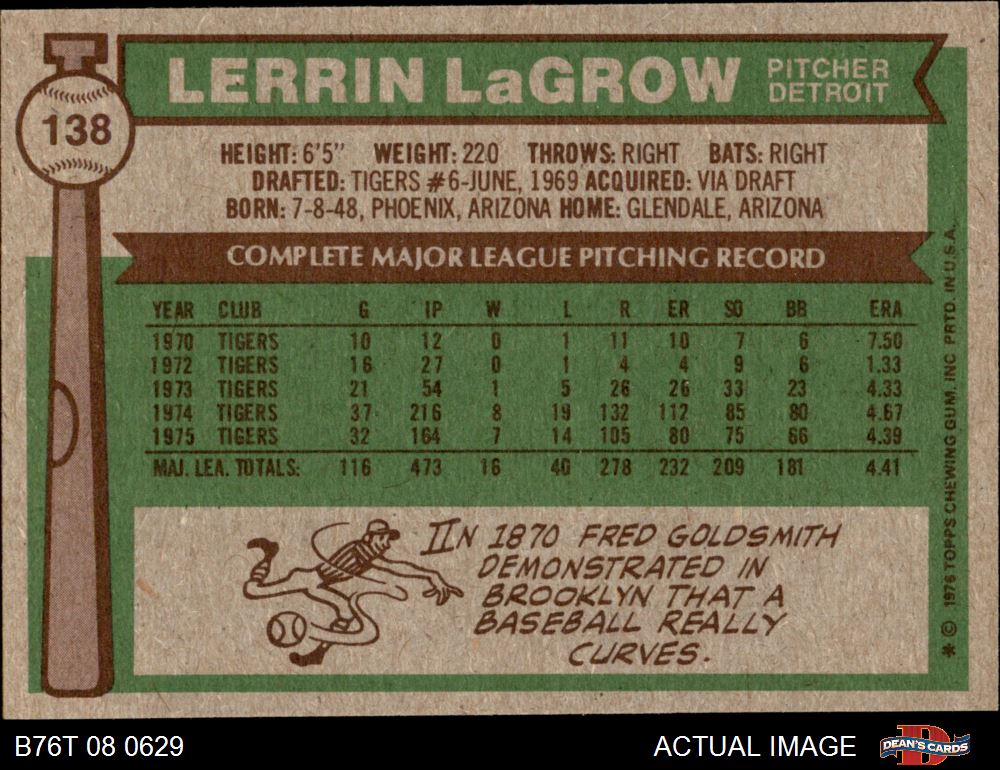 LERRIN LaGROW
PITCHER
DETROIT
138
HEIGHT: 6'5" WEIGHT: 220 THROWS: RIGHT BATS: RIGHT
DRAFTED: TIGERS #6-JUNE, 1969 ACQUIRED: VIA DRAFT
BORN: 7-8-48, PHOENIX, ARIZONA HOME: GLENDALE, ARIZONA
COMPLETE MAJOR LEAGUE PITCHING RECORD
YEAR CLUB G IP W L R ER SO BB ERA
1970 TIGERS 10 12 0 1 11 10 7 6 7.50
1972 TIGERS 16 27 0 1 4 4 9 6 1.33
1973 TIGERS 21 54 1 5 26 26 33 23 4.33
1974 TIGERS 37 216 8 19 132 112 85 80 4.67
1975 TIGERS 32 164 7 14 105 80 75 66 4.39
MAJ. LEA. TOTALS: 116 473 16 40 278 232 209 181 4.41
IN 1870 FRED GOLDSMITH
DEMONSTRATED IN
BROOKLYN THAT A
BASEBALL REALLY
CURVES.
* © 1976 TOPPS CHEWING GUM, INC PRTD. IN U.S.A.
B76T 08 0629
ACTUAL IMAGE
D
DEAN'S CARDS